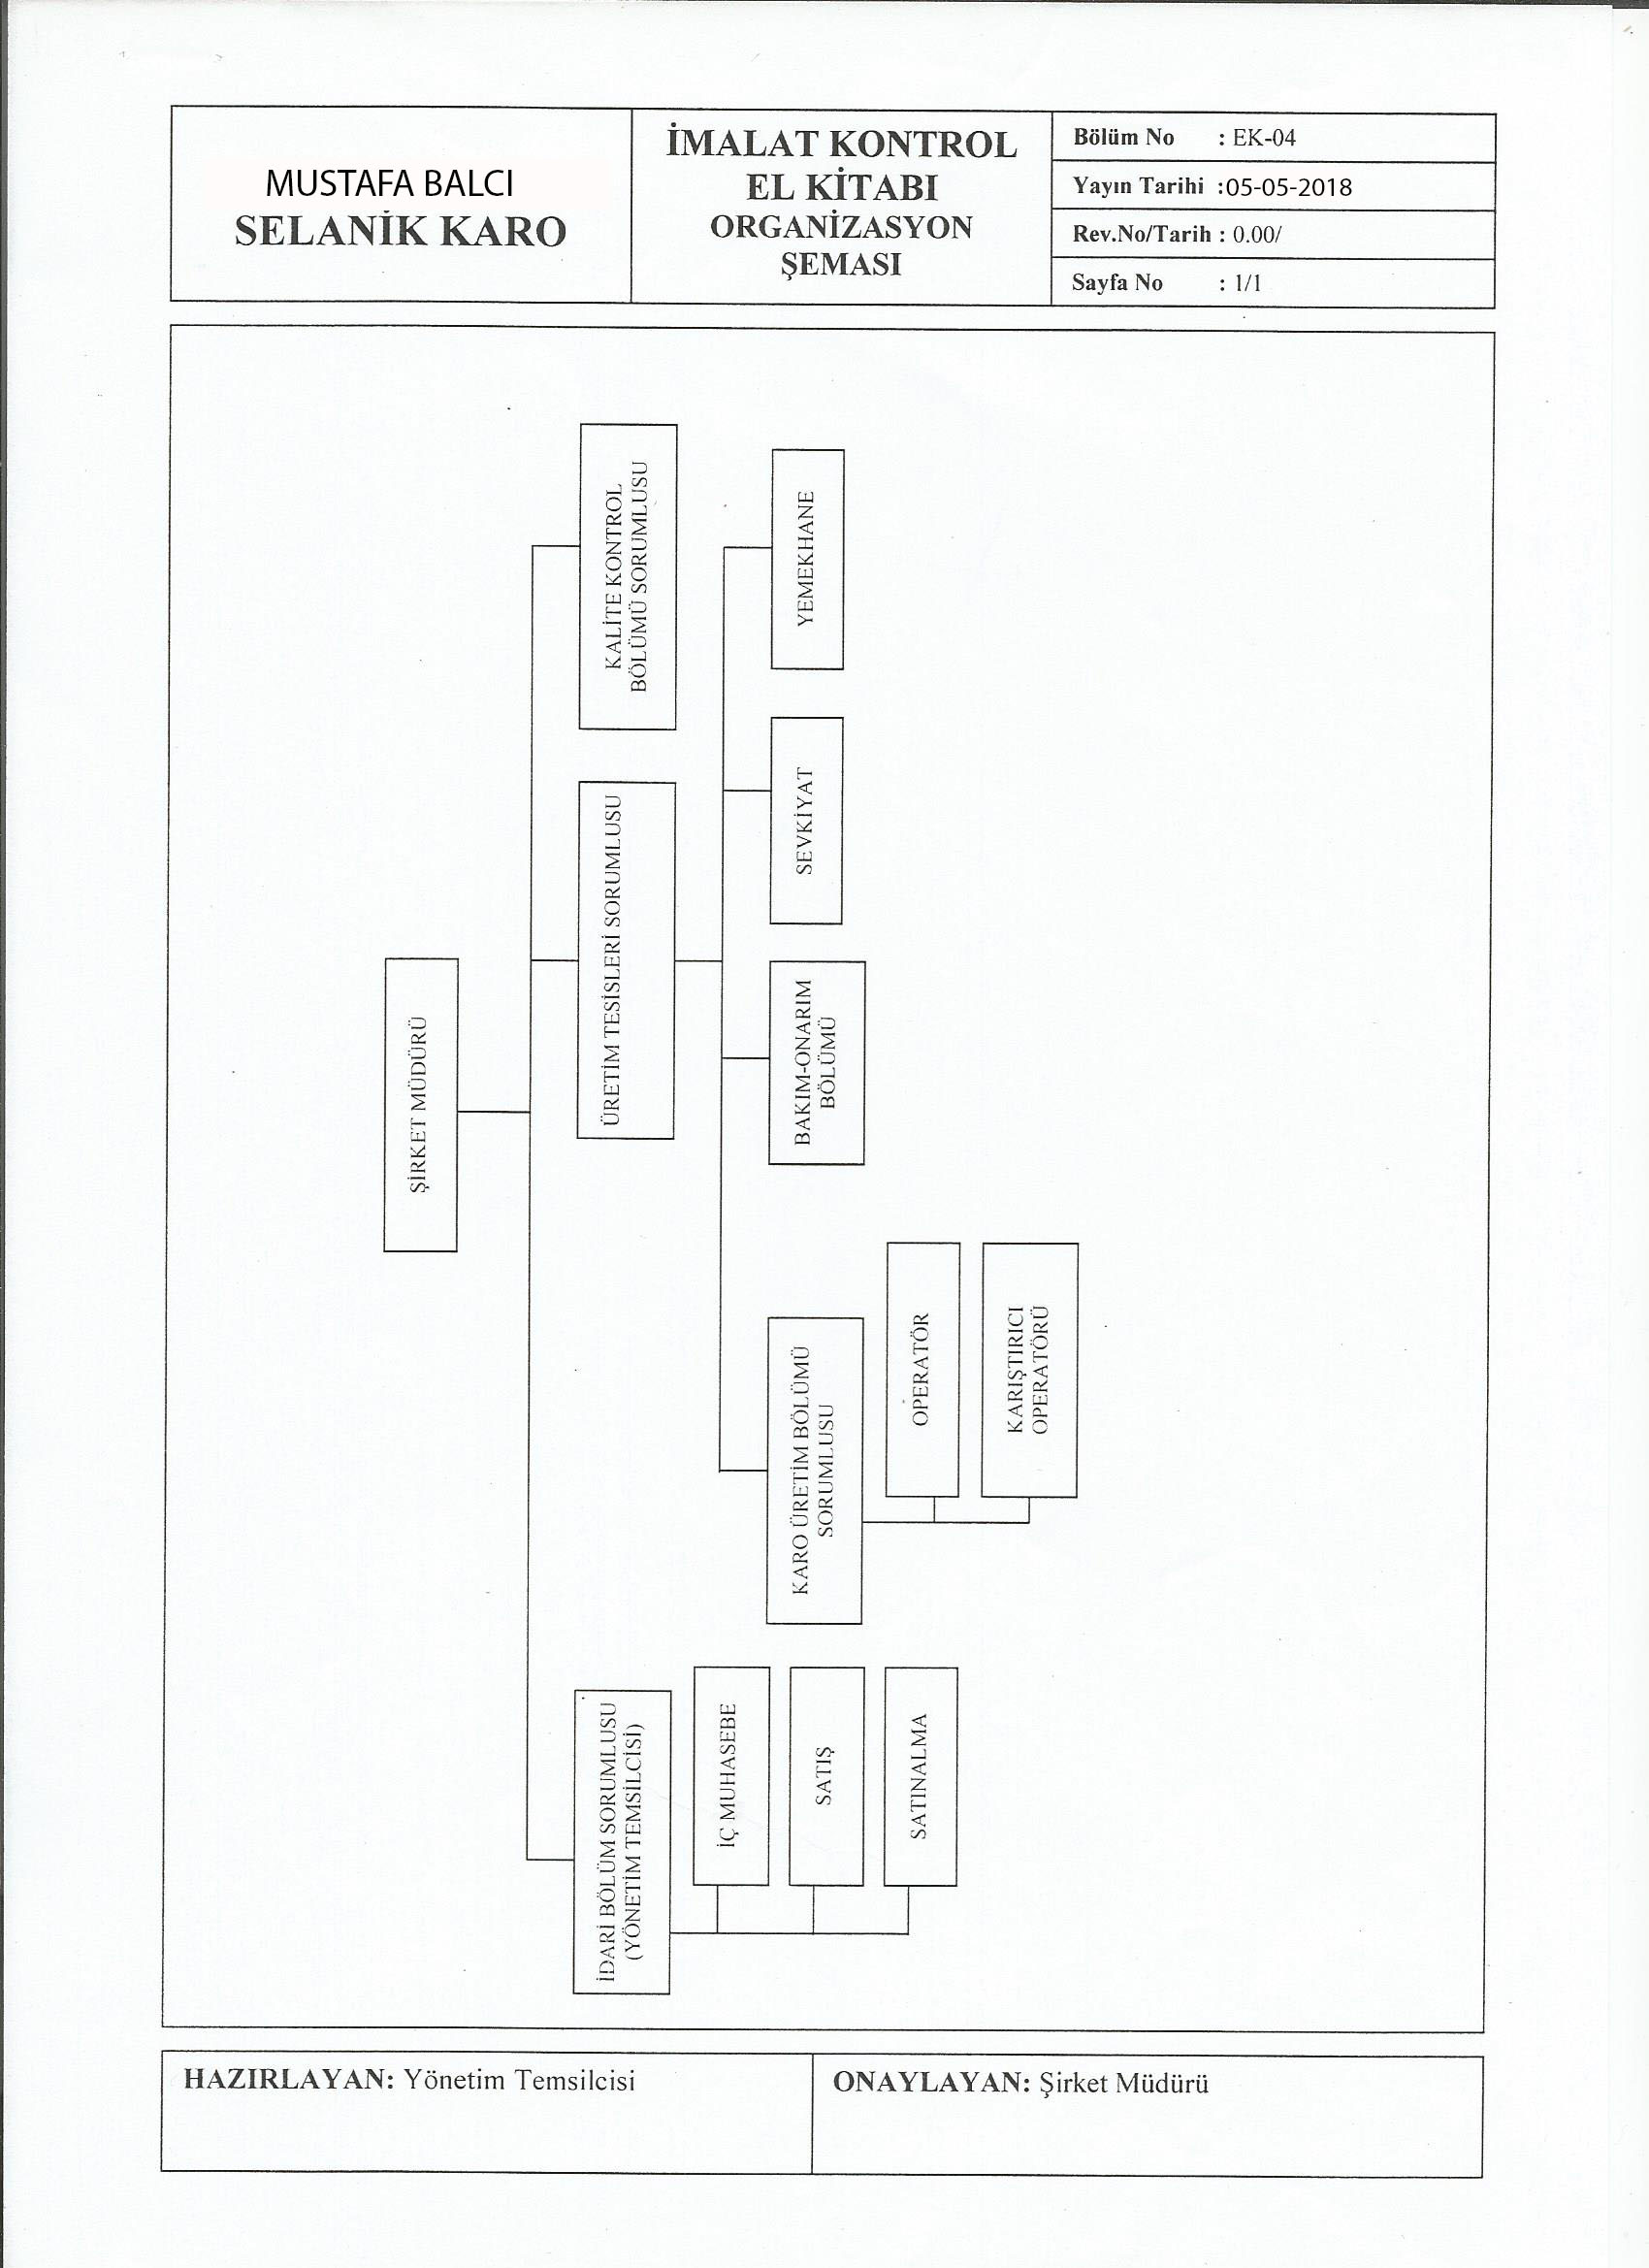 MUSTAFA BALCI
SELANİK KARO
İMALAT KONTROL
EL KİTABI
ORGANİZASYON
ŞEMASI
Bölüm No : EK-04
Yayın Tarihi :05-05-2018
Rev.No/Tarih : 0.00/
Sayfa No : 1/1
ŞİRKET MÜDÜRÜ
İDARİ BÖLÜM SORUMLUSU
(YÖNETİM TEMSİLCİSİ)
İÇ MUHASEBE
SATIŞ
SATINALMA
ÜRETİM TESİSLERİ SORUMLUSU
KARO ÜRETİM BÖLÜMÜ
SORUMLUSU
OPERATÖR
KARIŞTIRICI
OPERATÖRÜ
BAKIM-ONARIM
BÖLÜMÜ
SEVKİYAT
YEMEKHANE
KALİTE KONTROL
BÖLÜMÜ SORUMLUSU
HAZIRLAYAN: Yönetim Temsilcisi
ONAYLAYAN: Şirket Müdürü